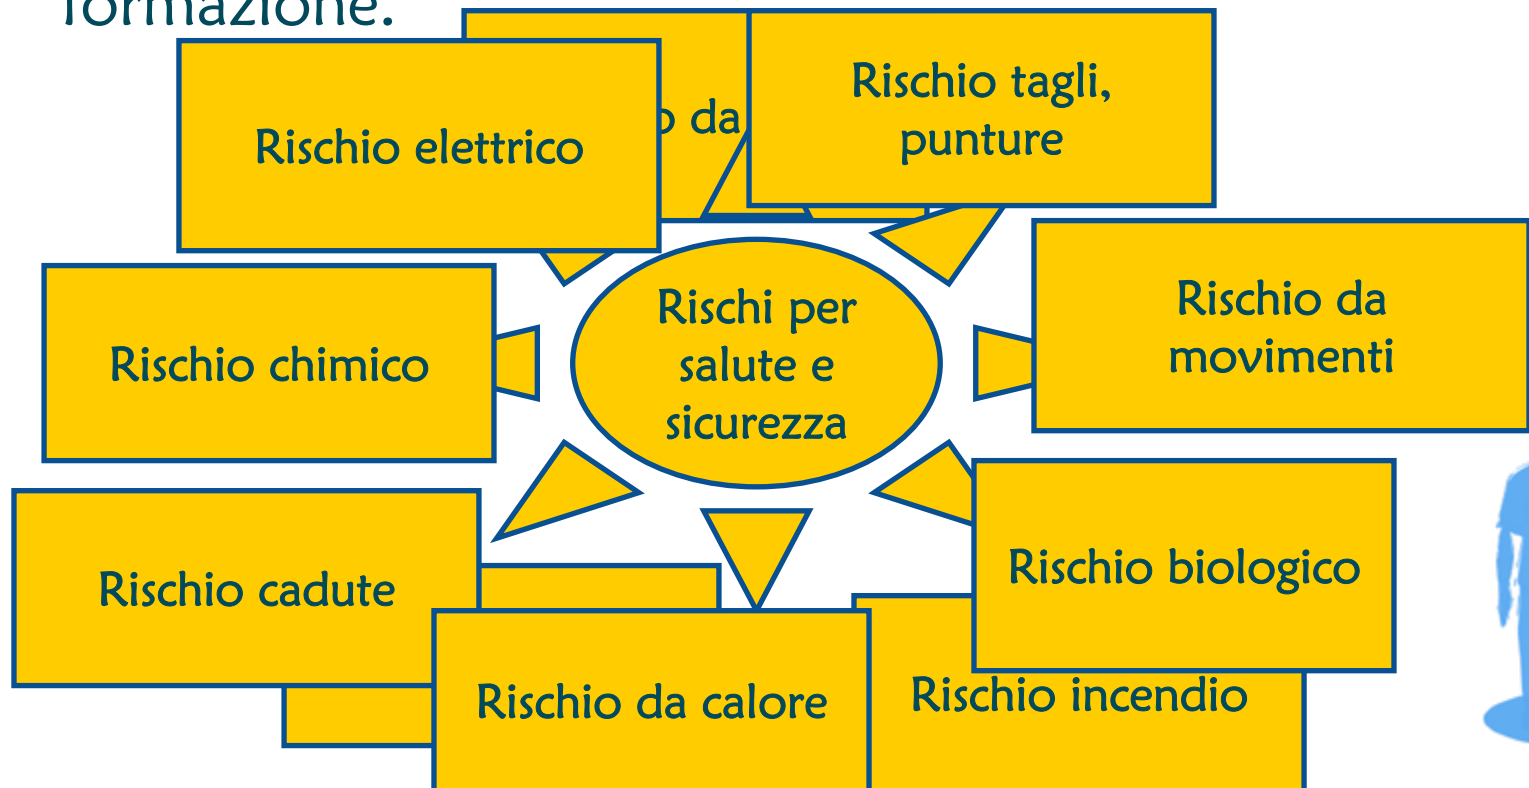 formazione.
Rischio elettrico
da
Rischio tagli,
punture
Rischi per
salute e
sicurezza
Rischio da
movimenti
Rischio chimico
Rischio biologico
Rischio cadute
Rischio da calore
Rischio incendio